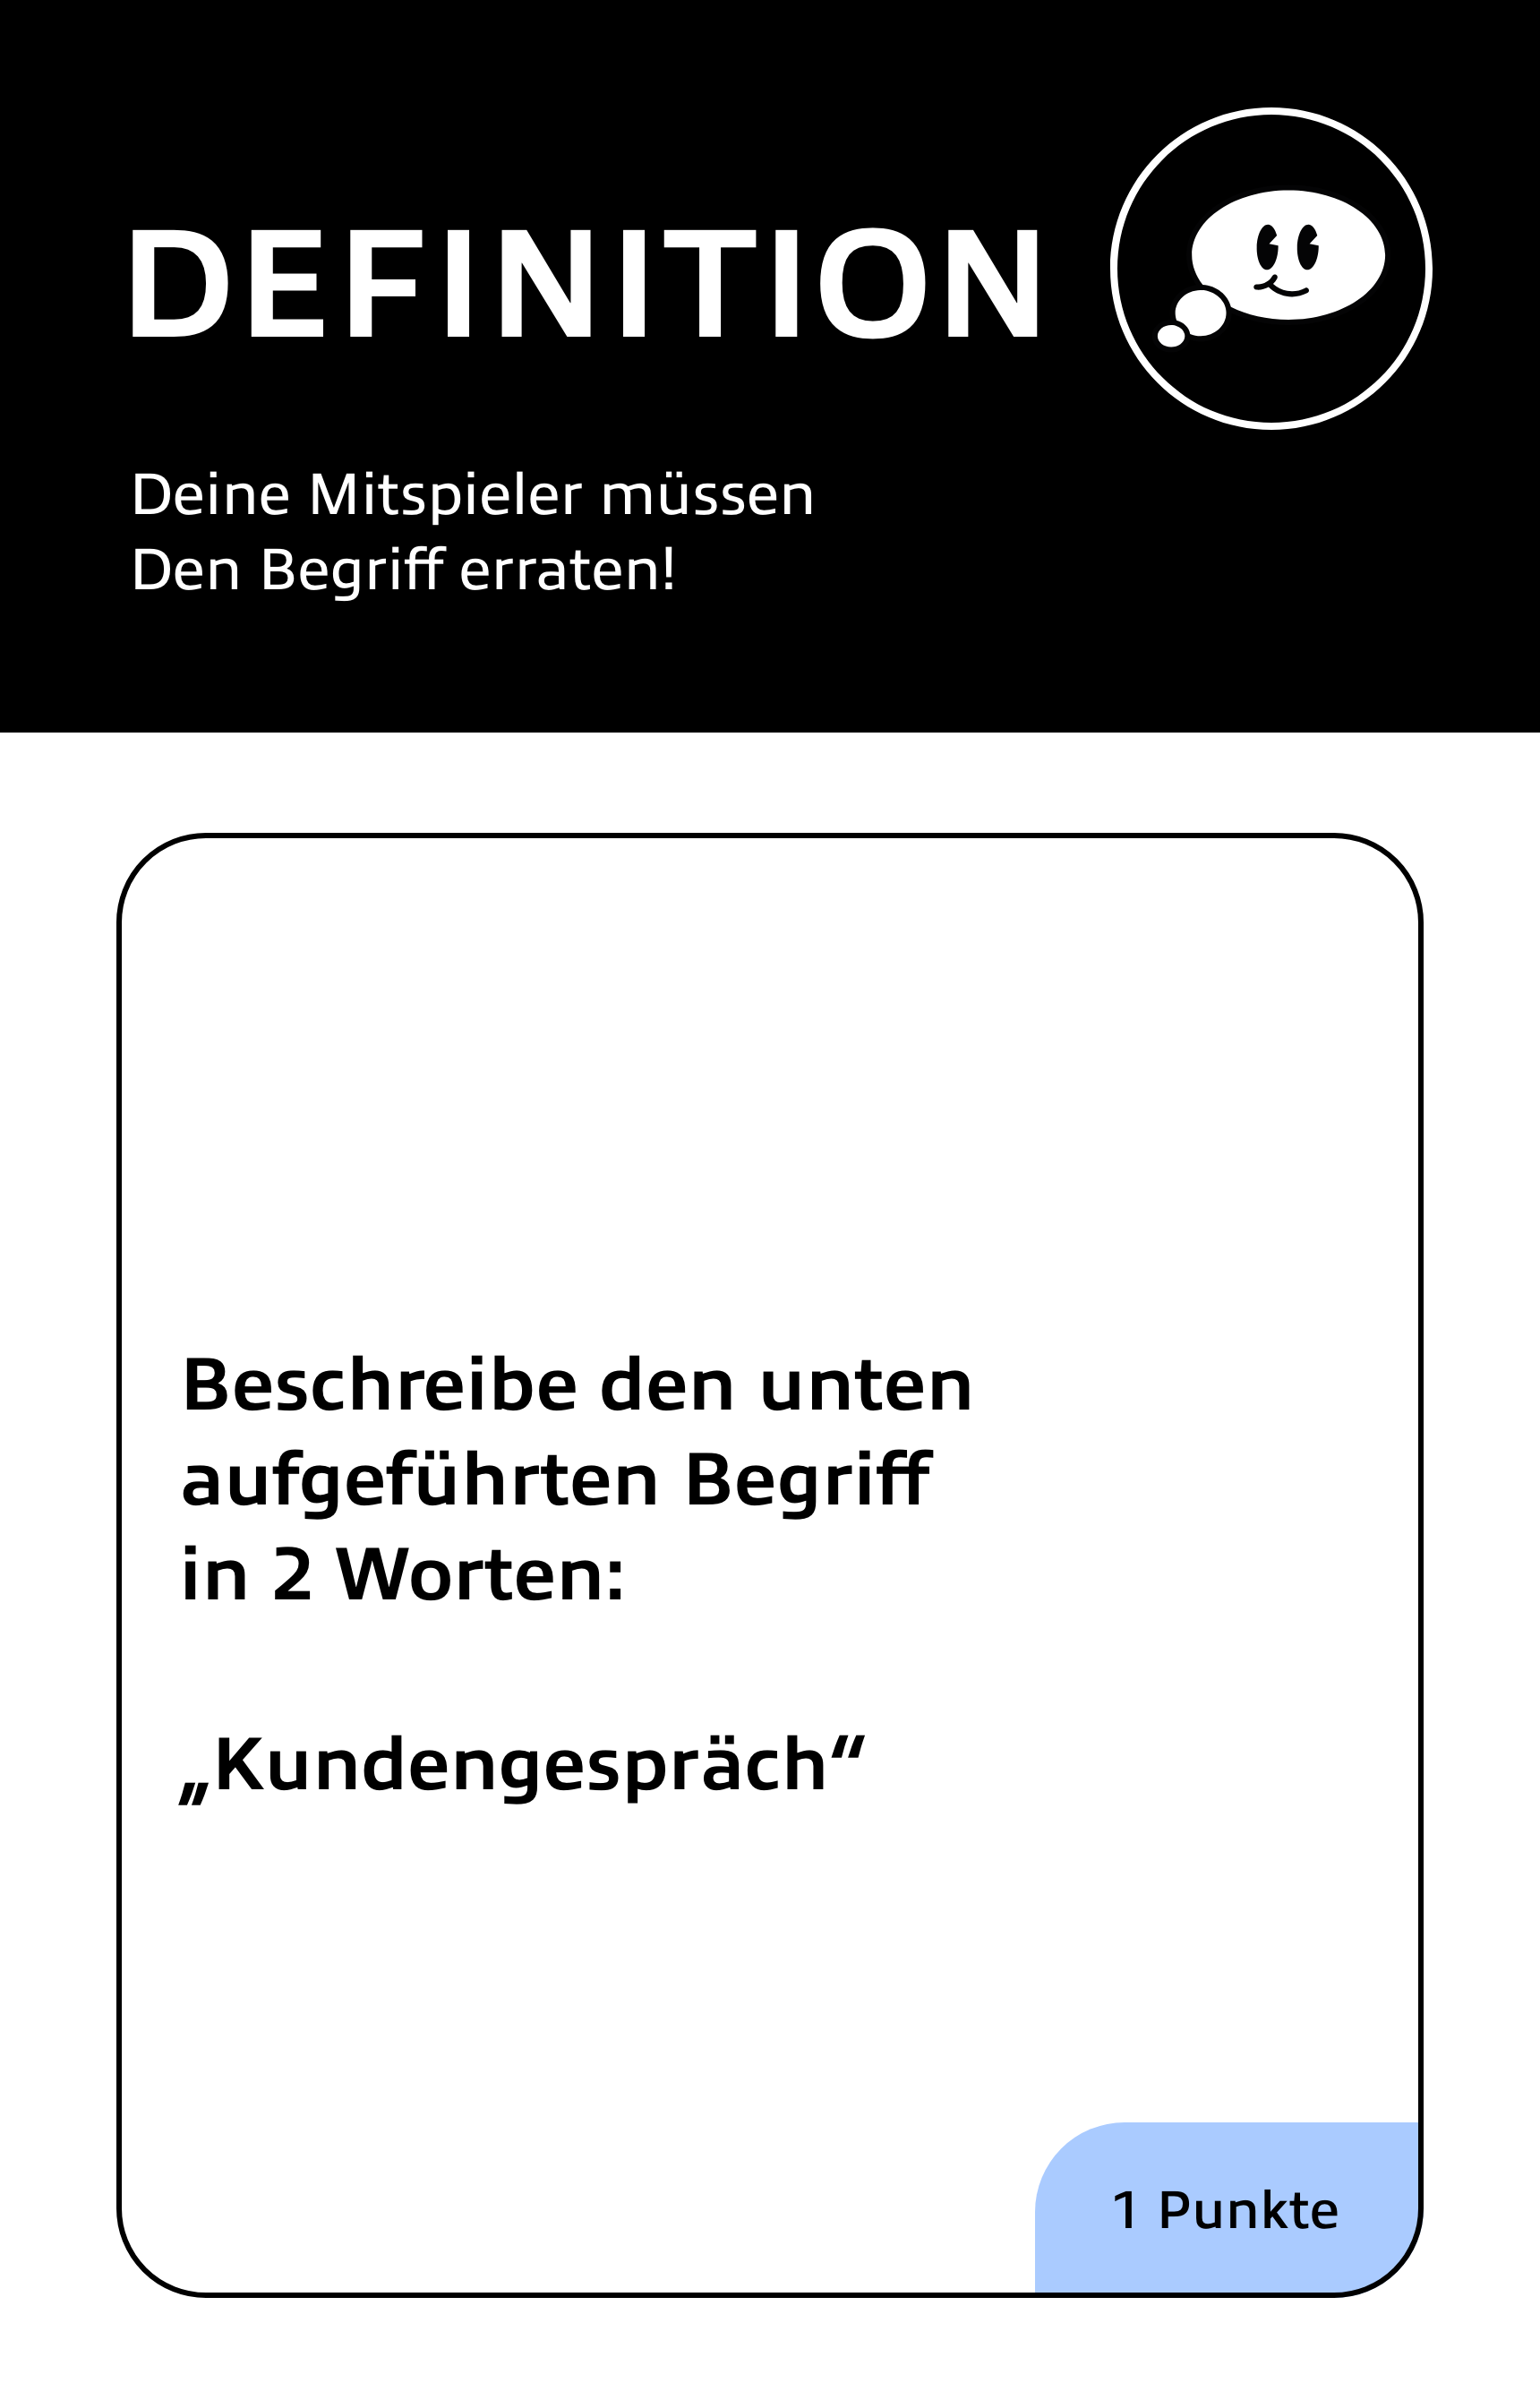 DEFINITION
Deine Mitspieler müssen
Den Begriff erraten!
Beschreibe den unten
aufgeführten Begriff
in 2 Worten:
„Kundengespräch“
1 Punkte